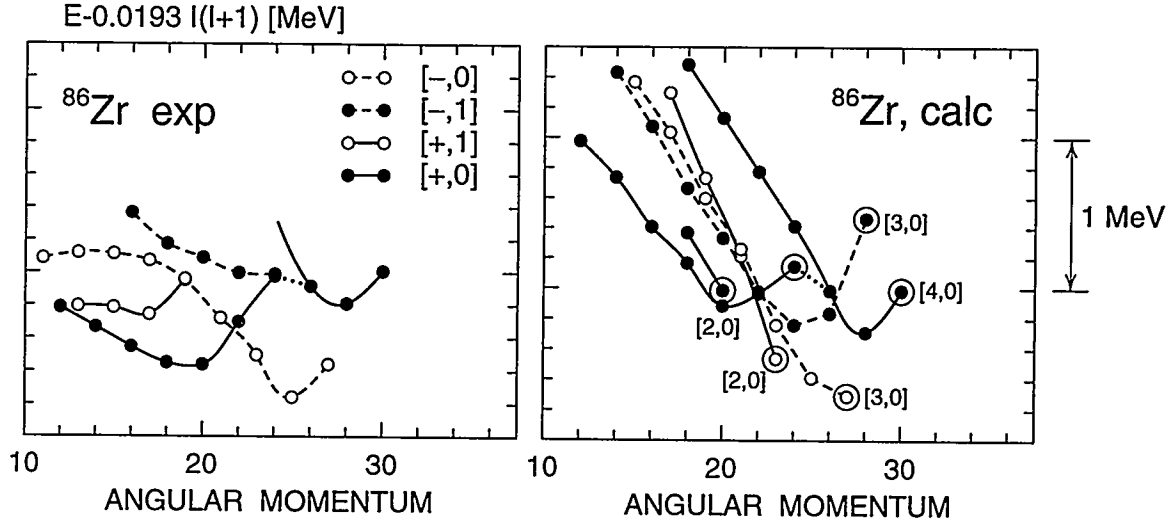 E-0.0193 I(I+1) [MeV]
⁸⁶Zr exp
[−,0]
[−,1]
[+,1]
[+,0]
10
20
30
ANGULAR MOMENTUM
⁸⁶Zr, calc
[3,0]
[4,0]
[2,0]
[2,0]
[3,0]
10
20
30
ANGULAR MOMENTUM
1 MeV